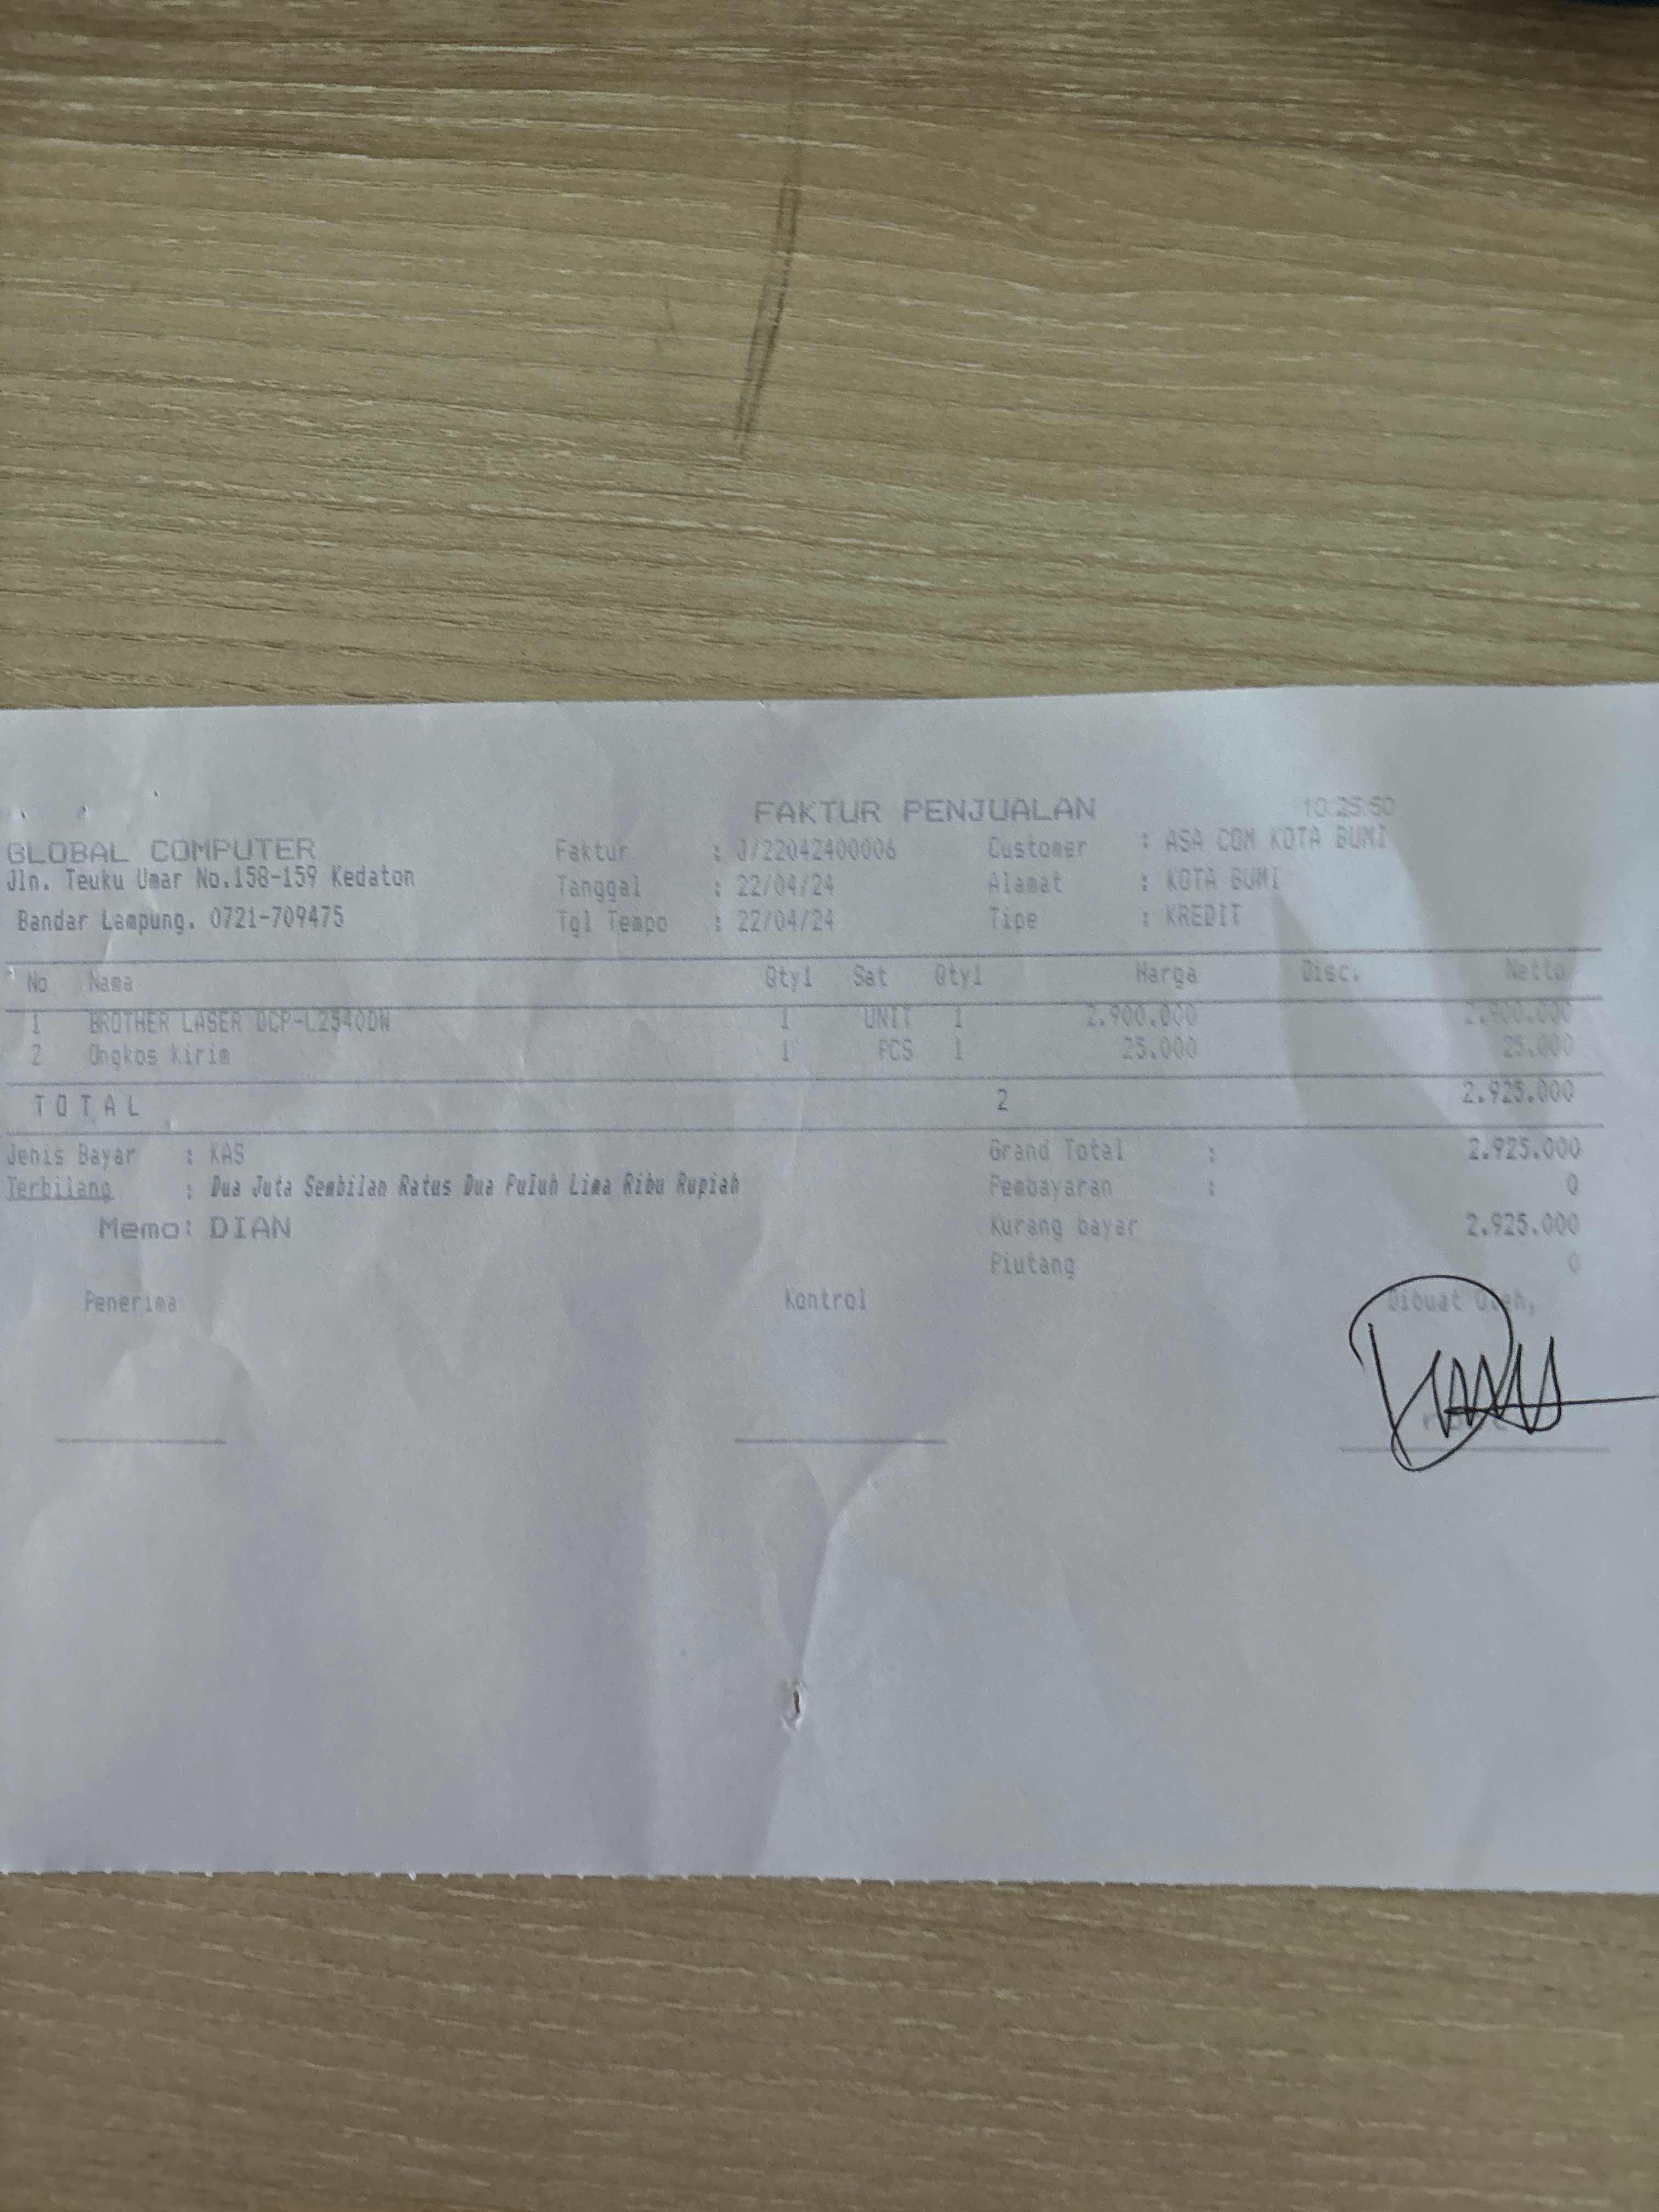 FAKTUR PENJUALAN 10:25:50
GLOBAL COMPUTER
Jln. Teuku Umar No.158-159 Kedaton
Bandar Lampung. 0721-709475
Faktur : J/22042400006
Tanggal : 22/04/24
Tgl Tempo : 22/04/24
Customer : ASA COM KOTA BUMI
Alamat : KOTA BUMI
Tipe : KREDIT
No Nama Qty1 Sat Qty1 Harga Disc. Netto
1 BROTHER LASER DCP-L2540DW 1 UNIT 1 2.900.000 2.900.000
2 Ongkos Kirim 1 PCS 1 25.000 25.000
TOTAL 2 2.925.000
Jenis Bayar : KAS
Terbilang : Dua Juta Sembilan Ratus Dua Puluh Lima Ribu Rupiah
Memo: DIAN
Grand Total : 2.925.000
Pembayaran : 0
Kurang bayar 2.925.000
Piutang 0
Penerima Kontrol Dibuat Oleh,